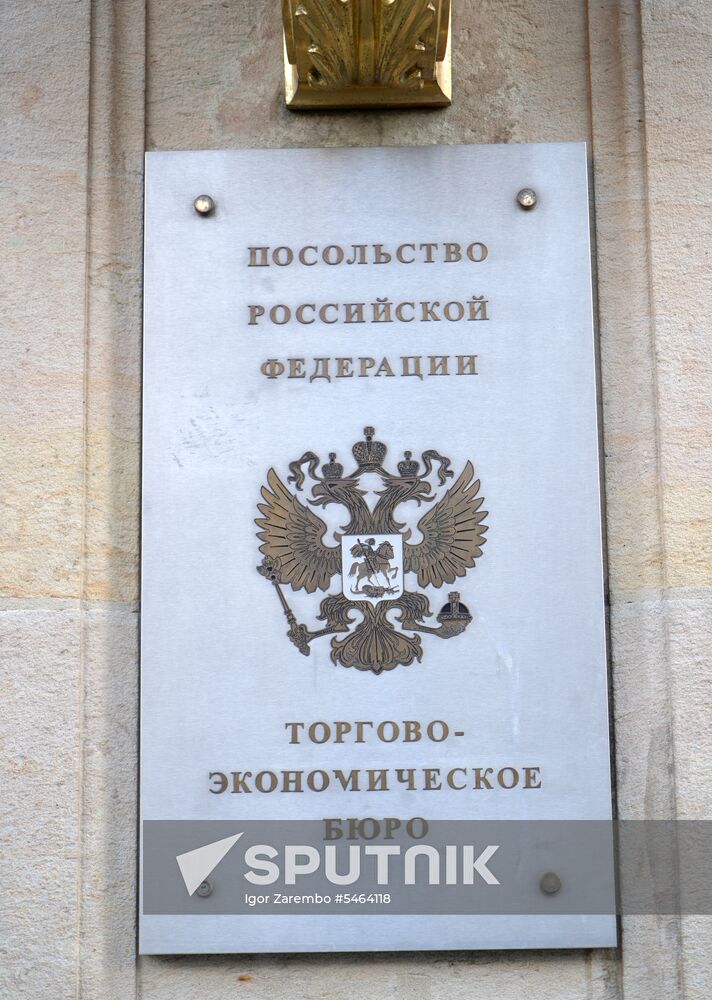 ПОСОЛЬСТВО
РОССИЙСКОЙ
ФЕДЕРАЦИИ
ТОРГОВО-
ЭКОНОМИЧЕСКОЕ
БЮРО
SPUTNIK
Igor Zarembo #5464118